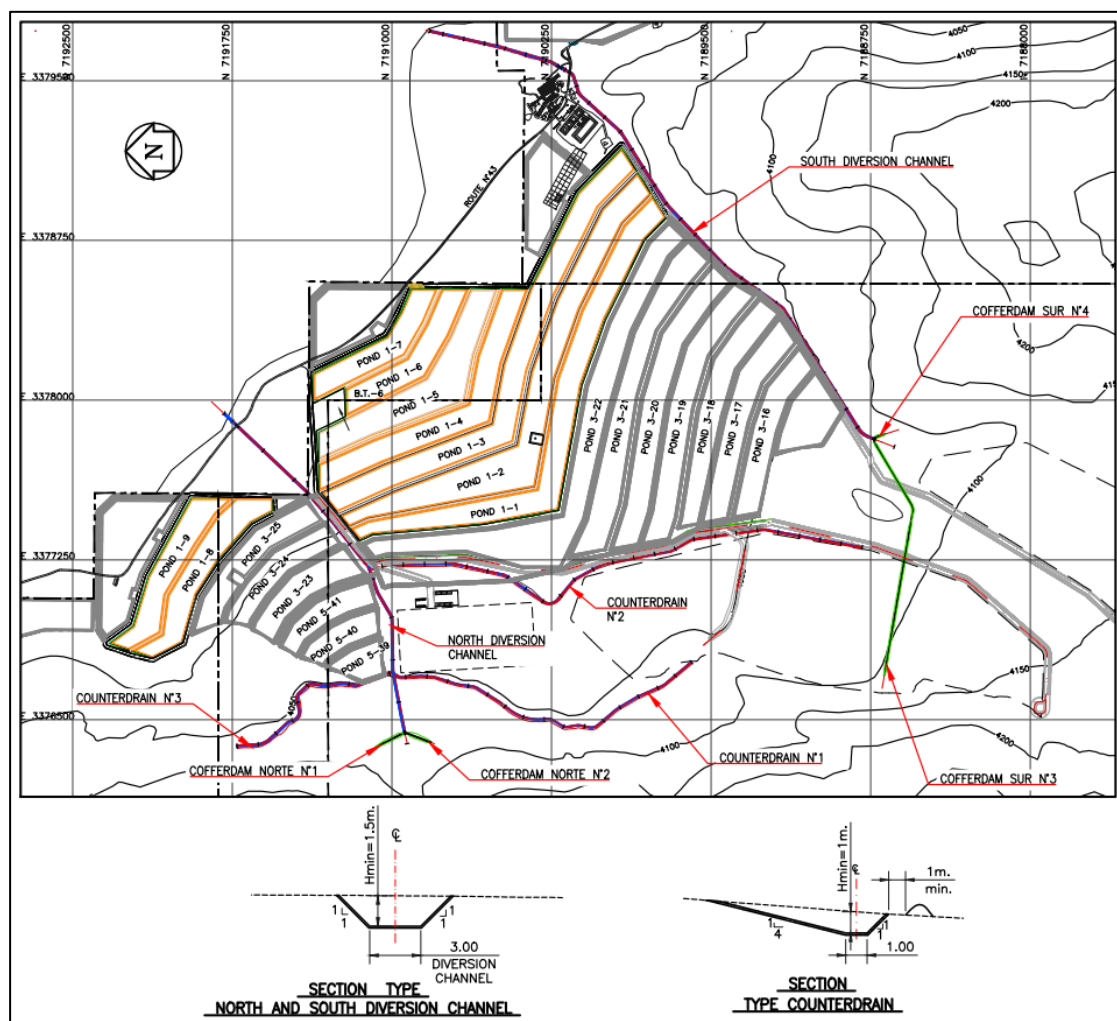 7192500
N 7191750
N 7191000
N 7190250
N 7189500
N 7188750
N 7188000
4050
4100
4150
4200
E 3379500
N
ROUTE N°43
SOUTH DIVERSION CHANNEL
4100
E 3378750
4200
COFFERDAM SUR N°4
POND 1-7
POND 1-6
B.T.-6
POND 1-5
POND 1-4
POND 1-3
POND 1-2
POND 1-1
POND 3-22
POND 3-21
POND 3-20
POND 3-19
POND 3-18
POND 3-17
POND 3-16
E 3378000
4100
POND 1-9
POND 1-8
POND 3-25
POND 3-24
POND 3-23
POND 5-41
POND 5-40
POND 5-39
E 3377250
COUNTERDRAIN
N°2
NORTH DIVERSION
CHANNEL
4150
COUNTERDRAIN N°3
4050
E 3376500
4100
4200
COFFERDAM NORTE N°1
COFFERDAM NORTE N°2
COUNTERDRAIN N°1
COFFERDAM SUR N°3
Hmin=1.5m.
1
1
1
1
3.00
DIVERSION
CHANNEL
SECTION TYPE
NORTH AND SOUTH DIVERSION CHANNEL
Hmin=1m.
1m.
min.
1
4
1
1
1.00
SECTION
TYPE COUNTERDRAIN